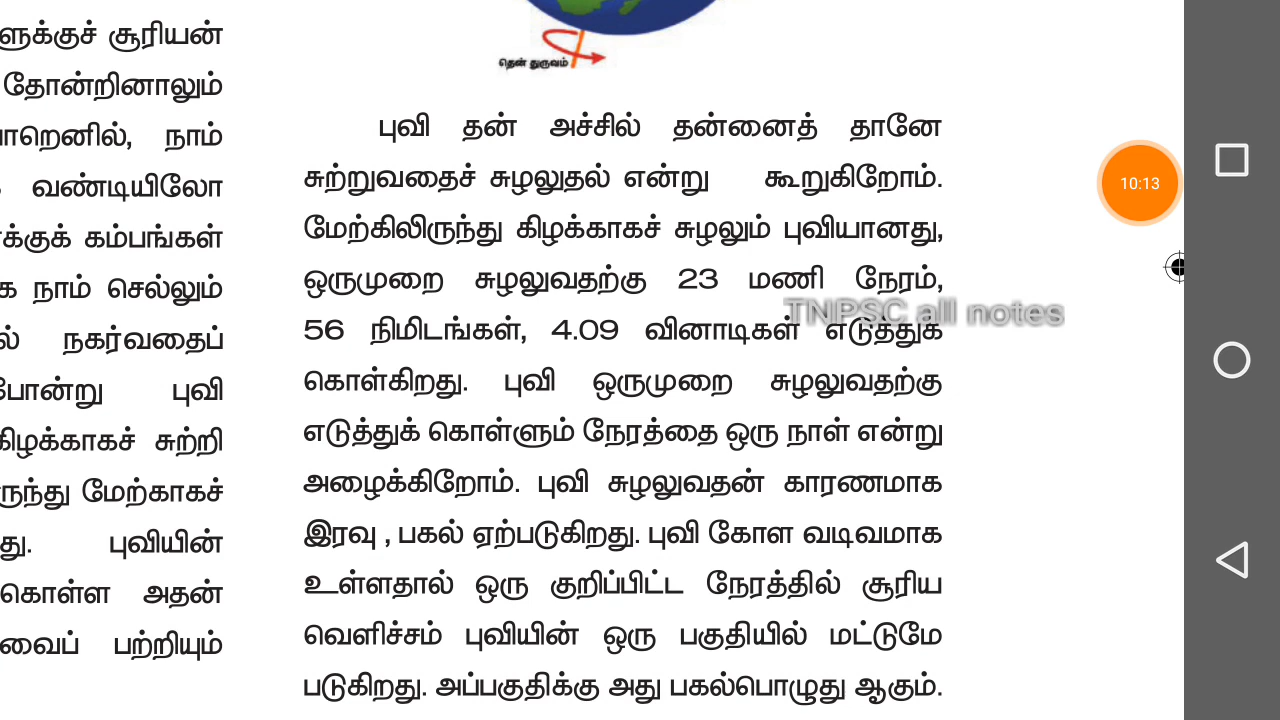 ளுக்குச் சூரியன்
தோன்றினாலும்
நாம்
வண்டியிலோ
க்குக் கம்பங்கள்
க நாம் செல்லும்
ல் நகர்வதைப்
போன்று புவி
கிழக்காகச் சுற்றி
ருந்து மேற்காகச்
து. புவியின்
கொள்ள அதன்
வைப் பற்றியும்
தென் துருவம்
புவி தன் அச்சில் தன்னைத் தானே
சுற்றுவதைச் சுழலுதல் என்று கூறுகிறோம்.
மேற்கிலிருந்து கிழக்காகச் சுழலும் புவியானது,
ஒருமுறை சுழலுவதற்கு 23 மணி நேரம்,
56 நிமிடங்கள், 4.09 வினாடிகள் எடுத்துக்
கொள்கிறது. புவி ஒருமுறை சுழலுவதற்கு
எடுத்துக் கொள்ளும் நேரத்தை ஒரு நாள் என்று
அழைக்கிறோம். புவி சுழலுவதன் காரணமாக
இரவு , பகல் ஏற்படுகிறது. புவி கோள வடிவமாக
உள்ளதால் ஒரு குறிப்பிட்ட நேரத்தில் சூரிய
வெளிச்சம் புவியின் ஒரு பகுதியில் மட்டுமே
படுகிறது. அப்பகுதிக்கு அது பகல்பொழுது ஆகும்.
TNPSC all notes
10:13